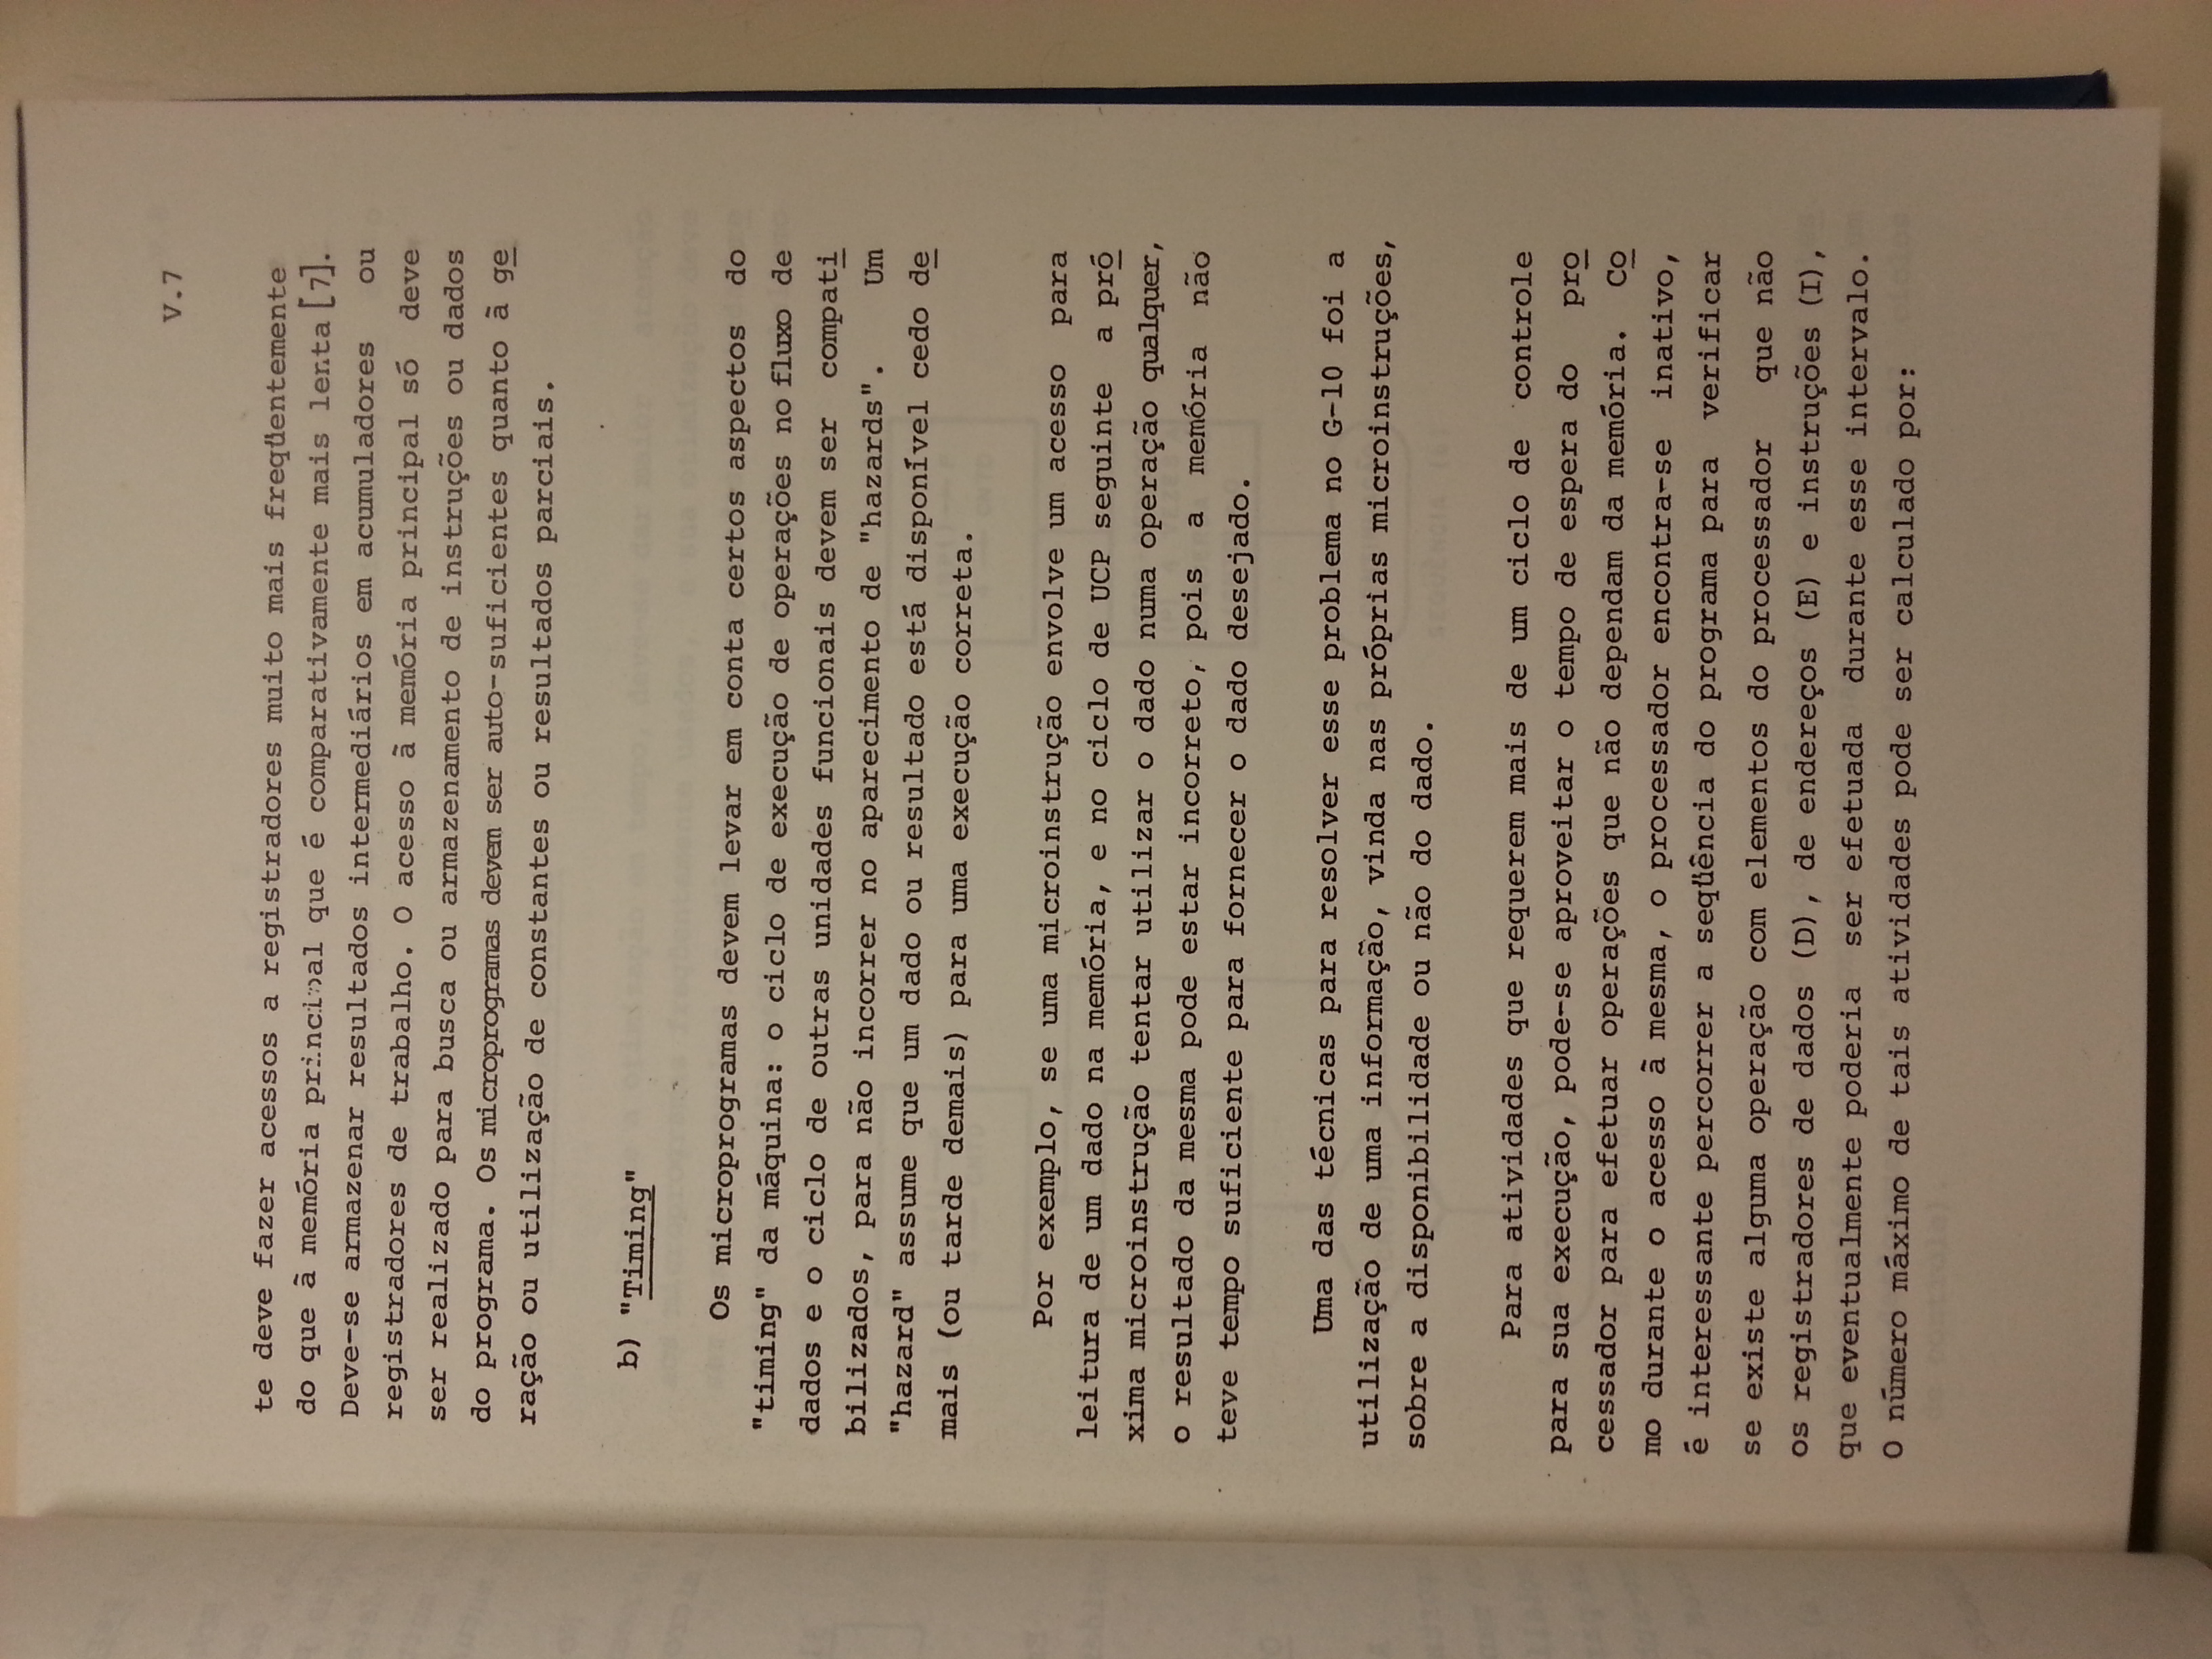 V.7
te deve fazer acessos a registradores muito mais freqüentemente
do que à memória principal que é comparativamente mais lenta [7].
Deve-se armazenar resultados intermediários em acumuladores ou
registradores de trabalho. O acesso à memória principal só deve
ser realizado para busca ou armazenamento de instruções ou dados
do programa. Os microprogramas devem ser auto-suficientes quanto à ge
ração ou utilização de constantes ou resultados parciais.
b) "Timing"
Os microprogramas devem levar em conta certos aspectos do
"timing" da máquina: o ciclo de execução de operações no fluxo de
dados e o ciclo de outras unidades funcionais devem ser compati
bilizados, para não incorrer no aparecimento de "hazards". Um
"hazard" assume que um dado ou resultado está disponível cedo de
mais (ou tarde demais) para uma execução correta.
Por exemplo, se uma microinstrução envolve um acesso para
leitura de um dado na memória, e no ciclo de UCP seguinte a pró
xima microinstrução tentar utilizar o dado numa operação qualquer,
o resultado da mesma pode estar incorreto, pois a memória não
teve tempo suficiente para fornecer o dado desejado.
Uma das técnicas para resolver esse problema no G-10 foi a
utilização de uma informação, vinda nas próprias microinstruções,
sobre a disponibilidade ou não do dado.
Para atividades que requerem mais de um ciclo de controle
para sua execução, pode-se aproveitar o tempo de espera do pro
cessador para efetuar operações que não dependam da memória. Co
mo durante o acesso à mesma, o processador encontra-se inativo,
é interessante percorrer a seqüência do programa para verificar
se existe alguma operação com elementos do processador que não
os registradores de dados (D), de endereços (E) e instruções (I),
que eventualmente poderia ser efetuada durante esse intervalo.
O número máximo de tais atividades pode ser calculado por: